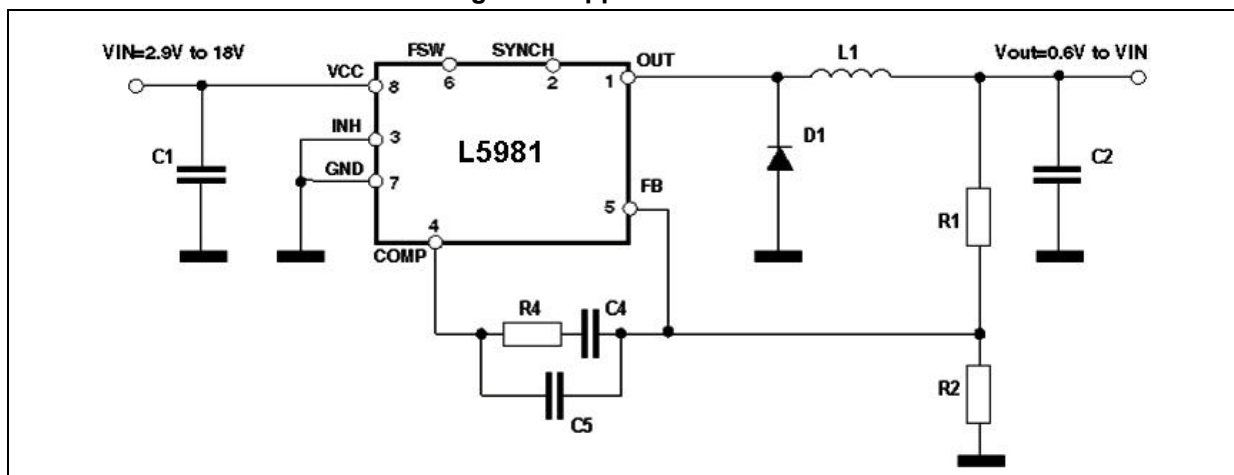 VIN=2.9V to 18V
FSW
SYNCH
Vout=0.6V to VIN
VCC
8
6
2
1
OUT
L1
INH
3
L5981
D1
C1
GND
7
FB
5
C2
4
COMP
R1
R4
C4
R2
C5